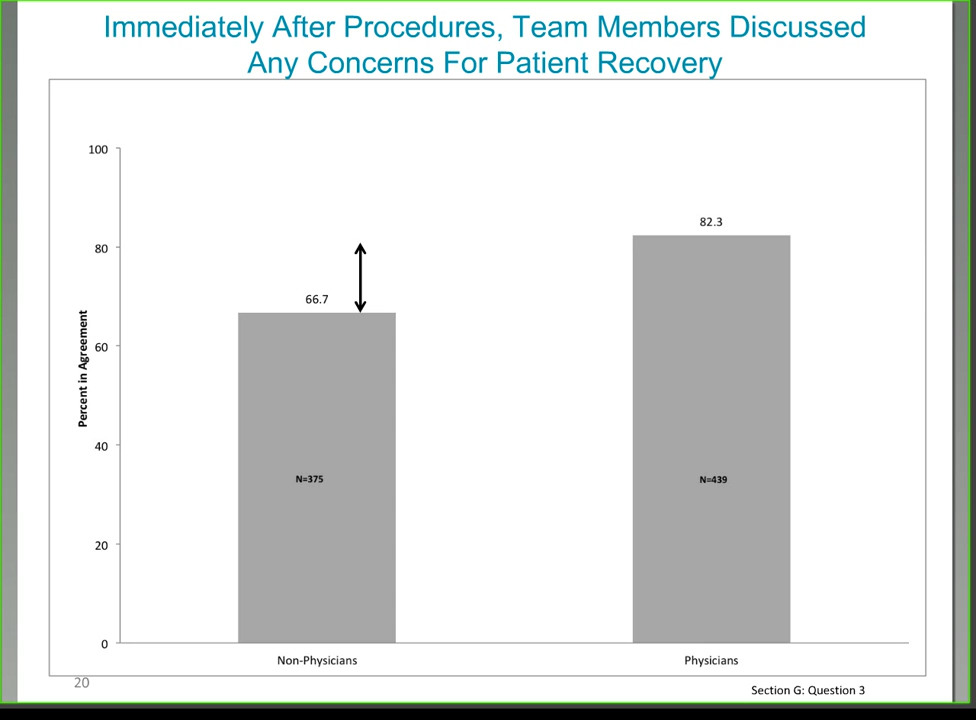 Immediately After Procedures, Team Members Discussed
Any Concerns For Patient Recovery
Percent in Agreement
100
80
60
40
20
0
66.7
82.3
N=375
N=439
Non-Physicians
Physicians
20
Section G: Question 3